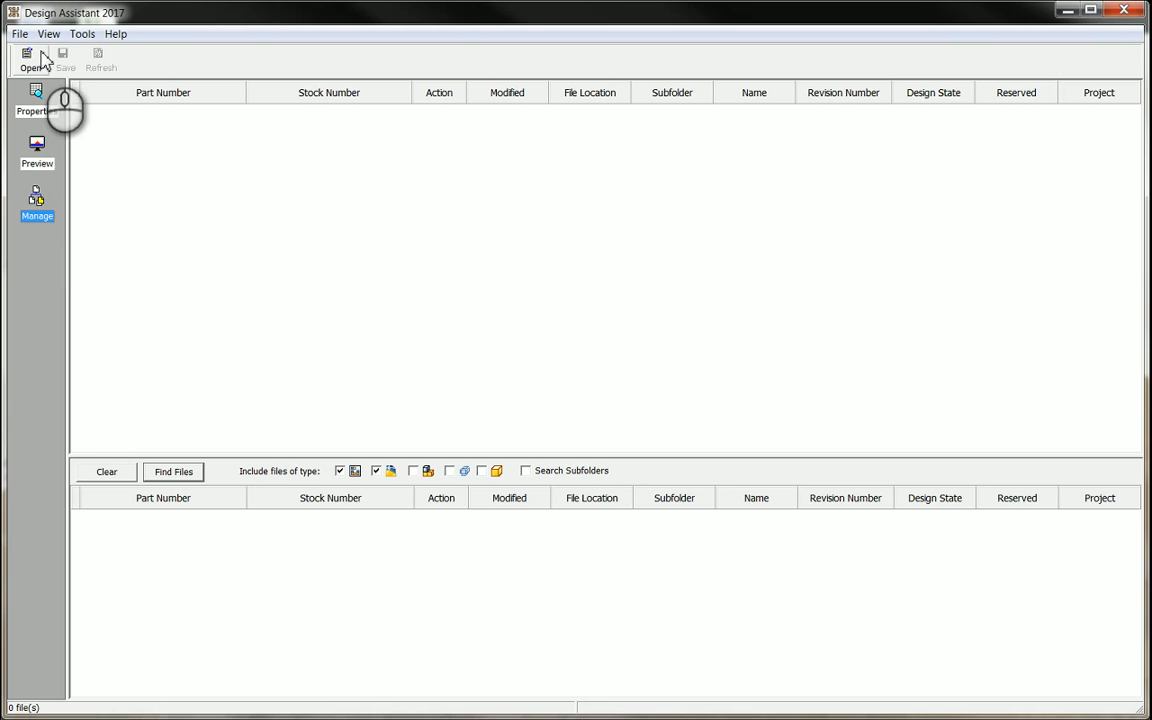 Design Assistant 2017
File View Tools Help
Open Save Refresh
Part Number Stock Number Action Modified File Location Subfolder Name Revision Number Design State Reserved Project
Preview
Manage
Clear Find Files Include files of type: Search Subfolders
Part Number Stock Number Action Modified File Location Subfolder Name Revision Number Design State Reserved Project
0 file(s)